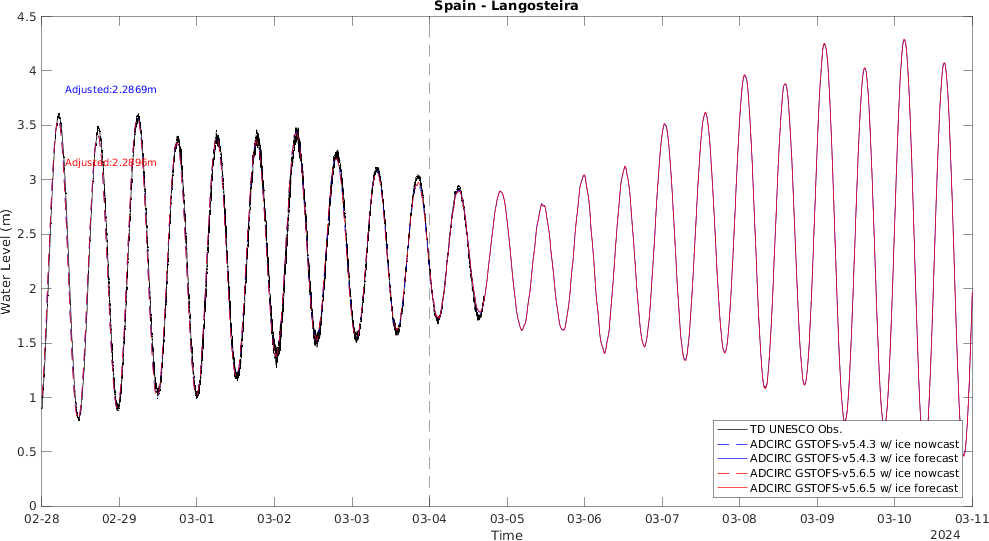 Spain - Langosteira
4.5
4
3.5
3
2.5
2
1.5
1
0.5
0
Water Level (m)
Adjusted:2.2869m
Adjusted:2.2896m
TD UNESCO Obs.
ADCIRC GSTOFS-v5.4.3 w/ ice nowcast
ADCIRC GSTOFS-v5.4.3 w/ ice forecast
ADCIRC GSTOFS-v5.6.5 w/ ice nowcast
ADCIRC GSTOFS-v5.6.5 w/ ice forecast
02-28 02-29 03-01 03-02 03-03 03-04 03-05 03-06 03-07 03-08 03-09 03-10 03-11
Time
2024